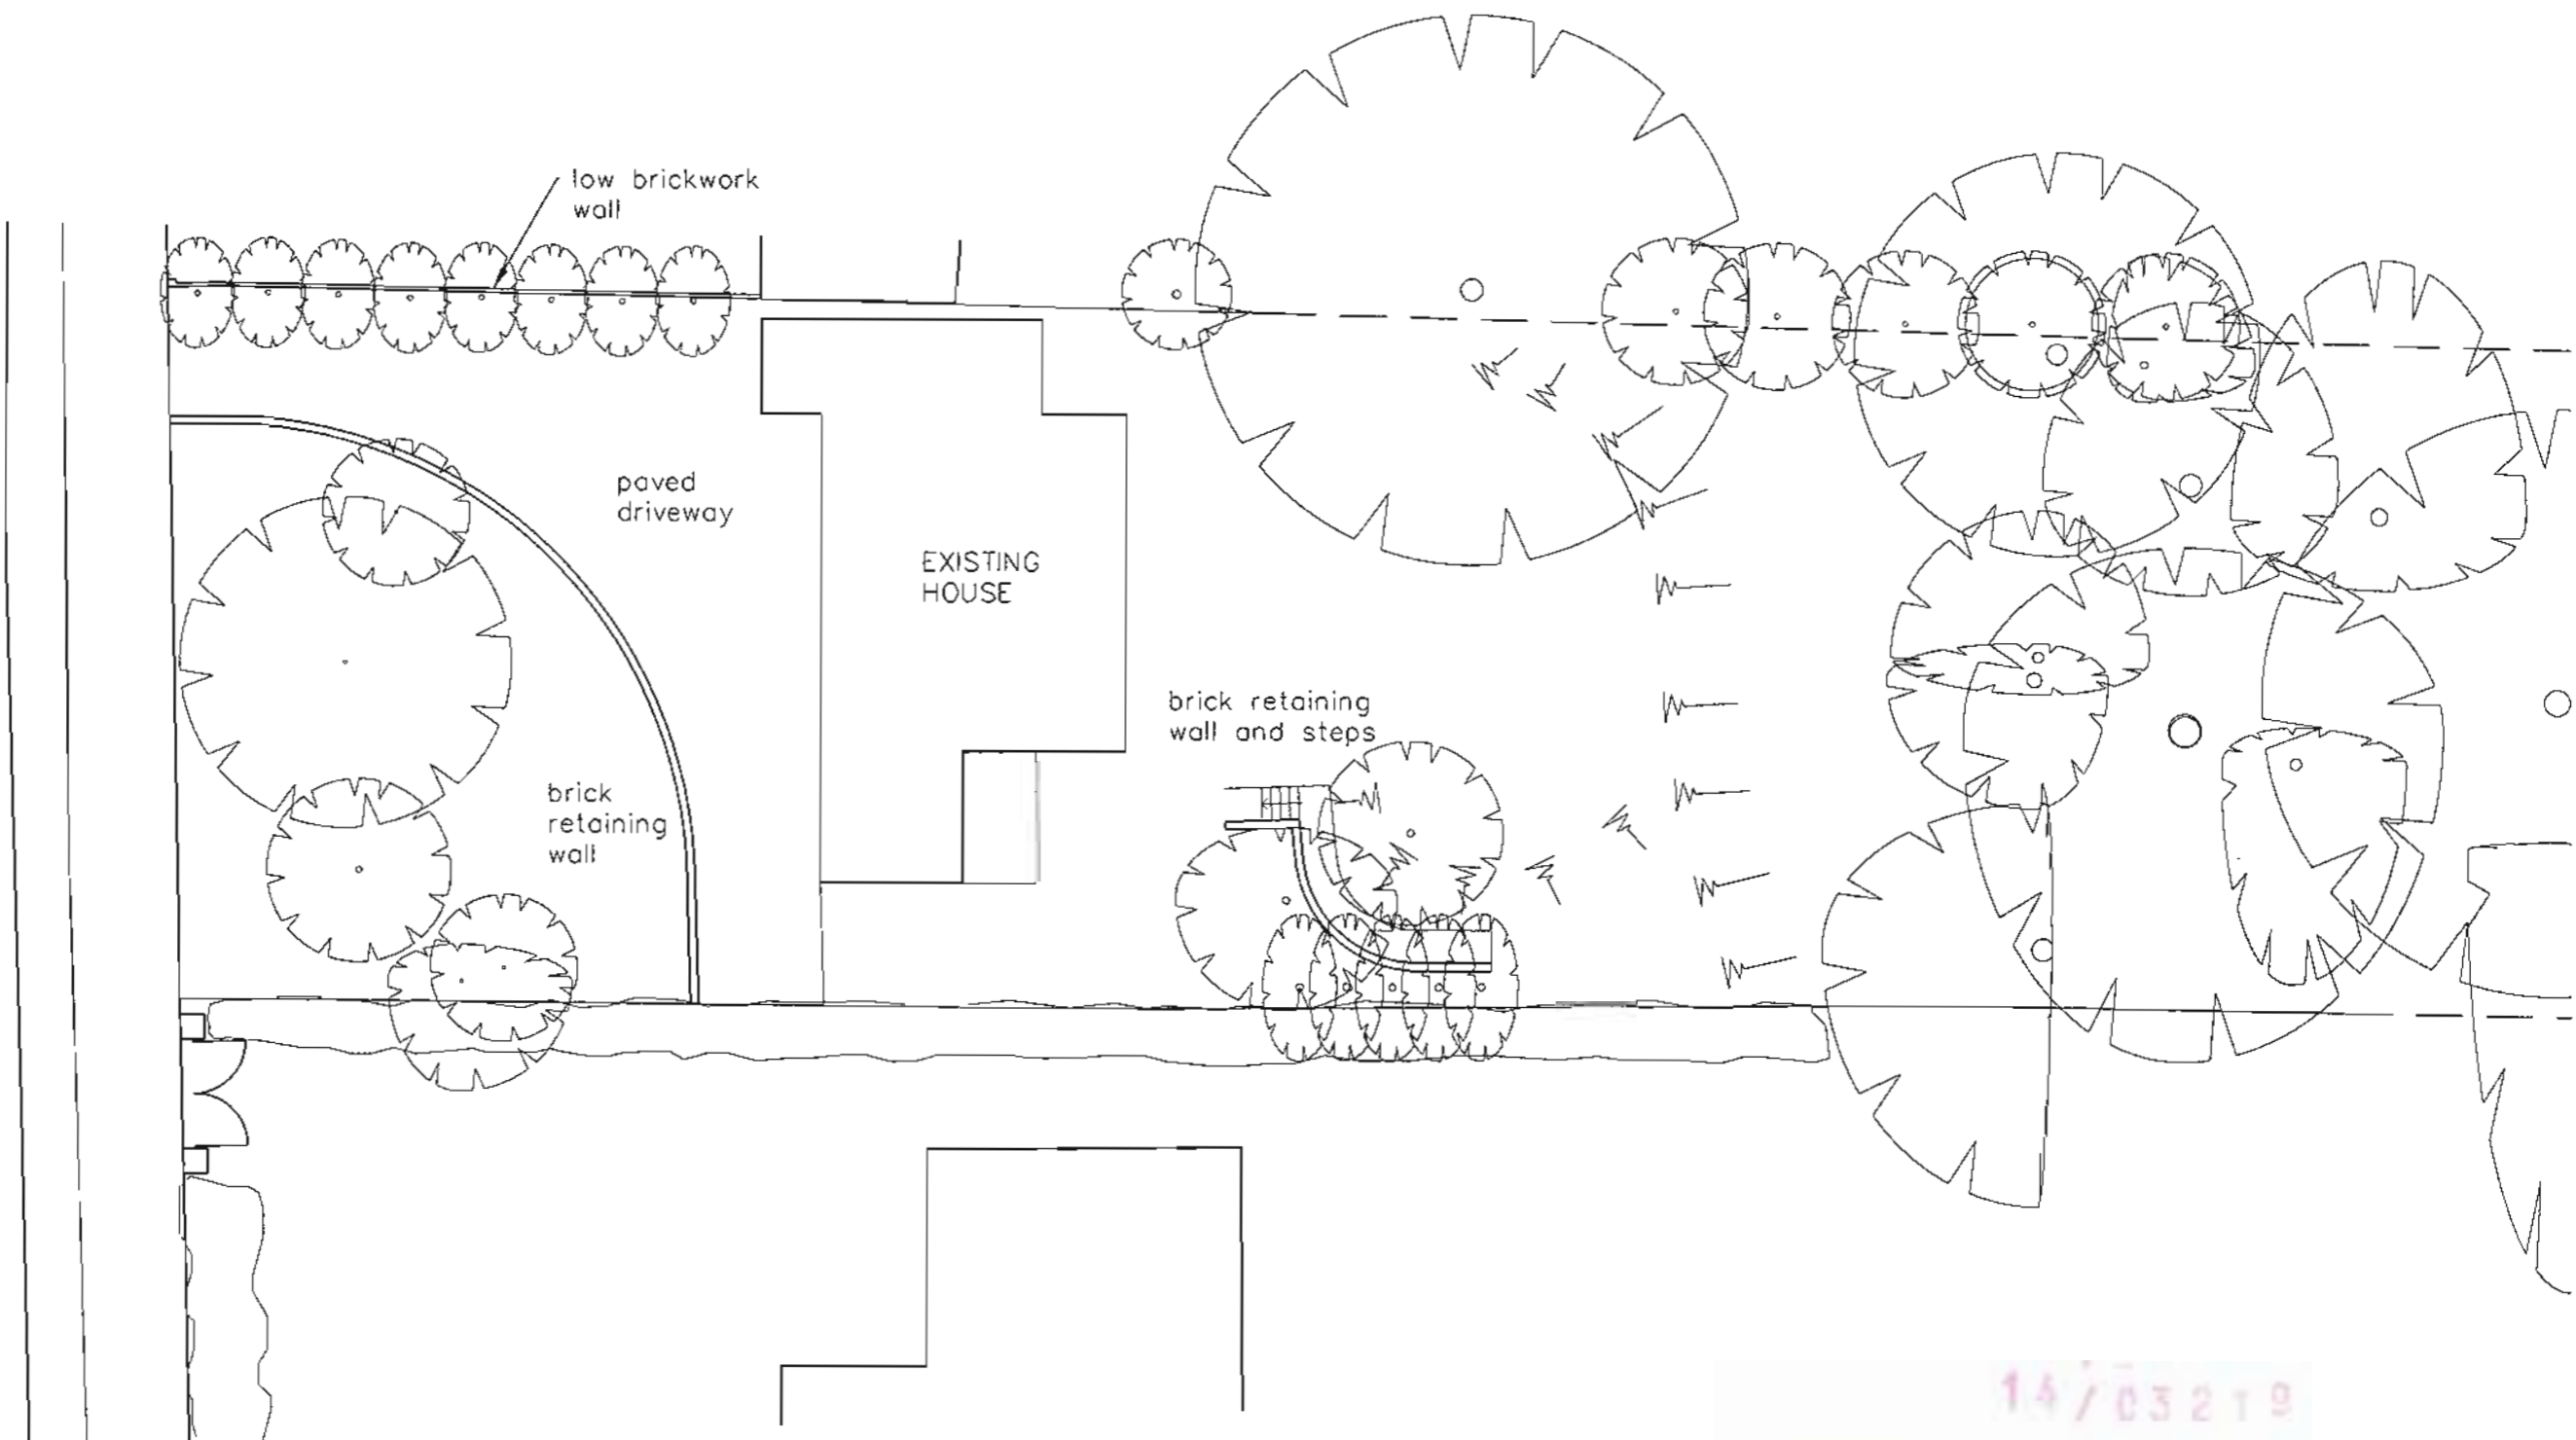 low brickwork
wall
paved
driveway
EXISTING
HOUSE
brick retaining
wall and steps
brick
retaining
wall
14/03219